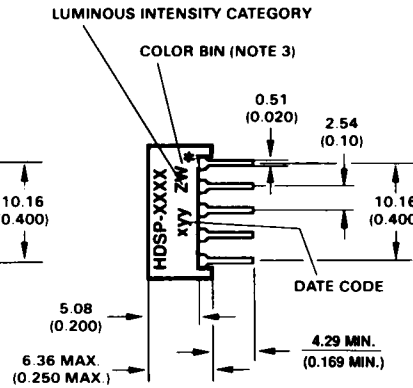 LUMINOUS INTENSITY CATEGORY
COLOR BIN (NOTE 3)
0.51
(0.020)
2.54
(0.10)
10.16
(0.400)
HDSP-XXXX
xyy
ZW
*
10.16
(0.400
DATE CODE
5.08
(0.200)
6.36 MAX.
(0.250 MAX.)
4.29 MIN.
(0.169 MIN.)